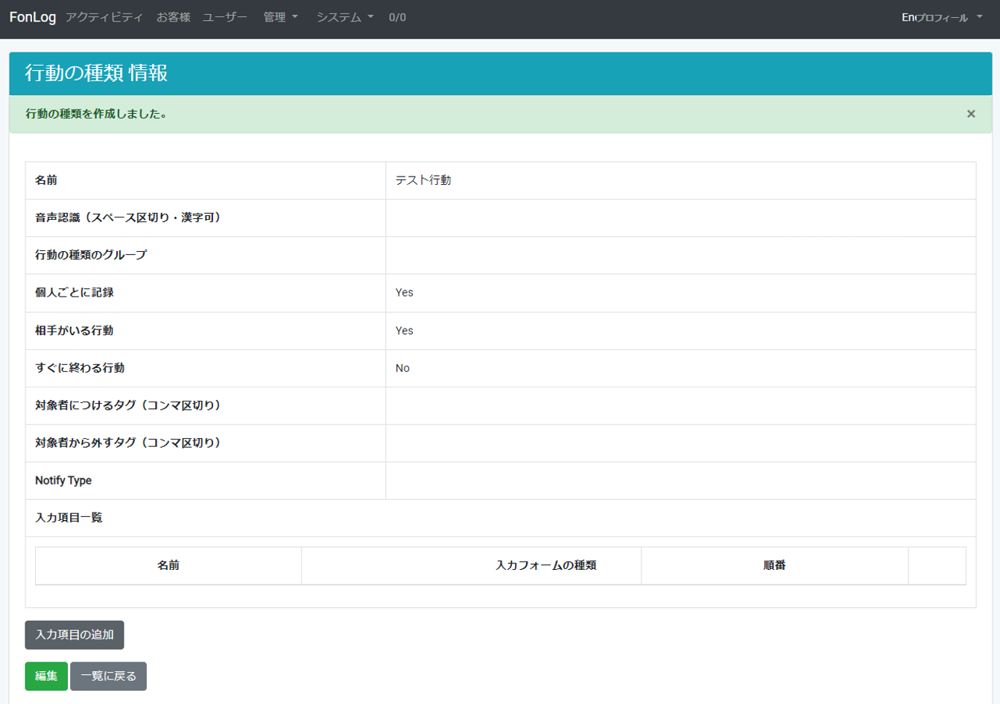 FonLog アクティビティ お客様 ユーザー 管理 システム 0/0 Enプロフィール
行動の種類 情報
行動の種類を作成しました。 ×
名前 テスト行動
音声認識（スペース区切り・漢字可）
行動の種類のグループ
個人ごとに記録 Yes
相手がいる行動 Yes
すぐに終わる行動 No
対象者につけるタグ（コンマ区切り）
対象者から外すタグ（コンマ区切り）
Notify Type
入力項目一覧
名前 入力フォームの種類 順番
入力項目の追加
編集 一覧に戻る